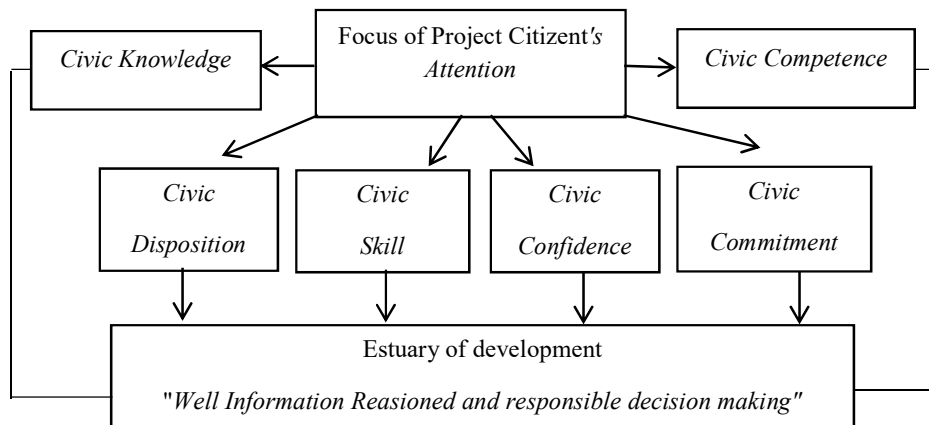 Focus of Project Citizen's
Attention
Civic Knowledge
Civic Competence
Civic
Disposition
Civic
Skill
Civic
Confidence
Civic
Commitment
Estuary of development
"Well Information Reasioned and responsible decision making"